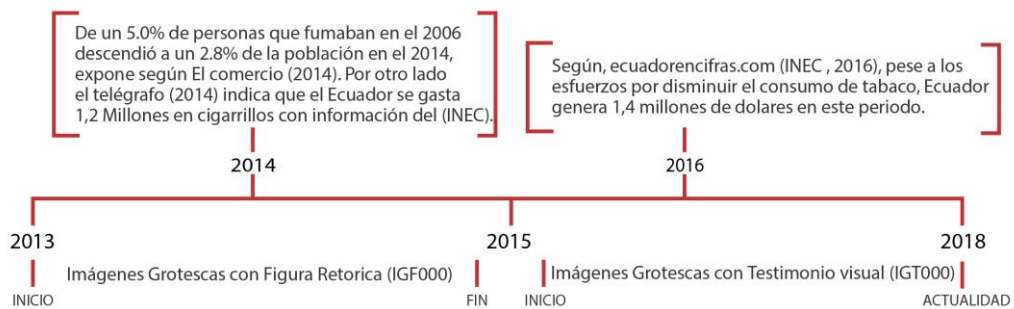 De un 5.0% de personas que fumaban en el 2006
descendió a un 2.8% de la población en el 2014,
expone según El comercio (2014). Por otro lado
el telégrafo (2014) indica que el Ecuador se gasta
1,2 Millones en cigarrillos con información del (INEC).
Según, ecuadorencifras.com (INEC , 2016), pese a los
esfuerzos por disminuir el consumo de tabaco, Ecuador
genera 1,4 millones de dolares en este periodo.
2014
2016
2013
2015
2018
Imágenes Grotescas con Figura Retorica (IGF000)
Imágenes Grotescas con Testimonio visual (IGT000)
INICIO
FIN
INICIO
ACTUALIDAD